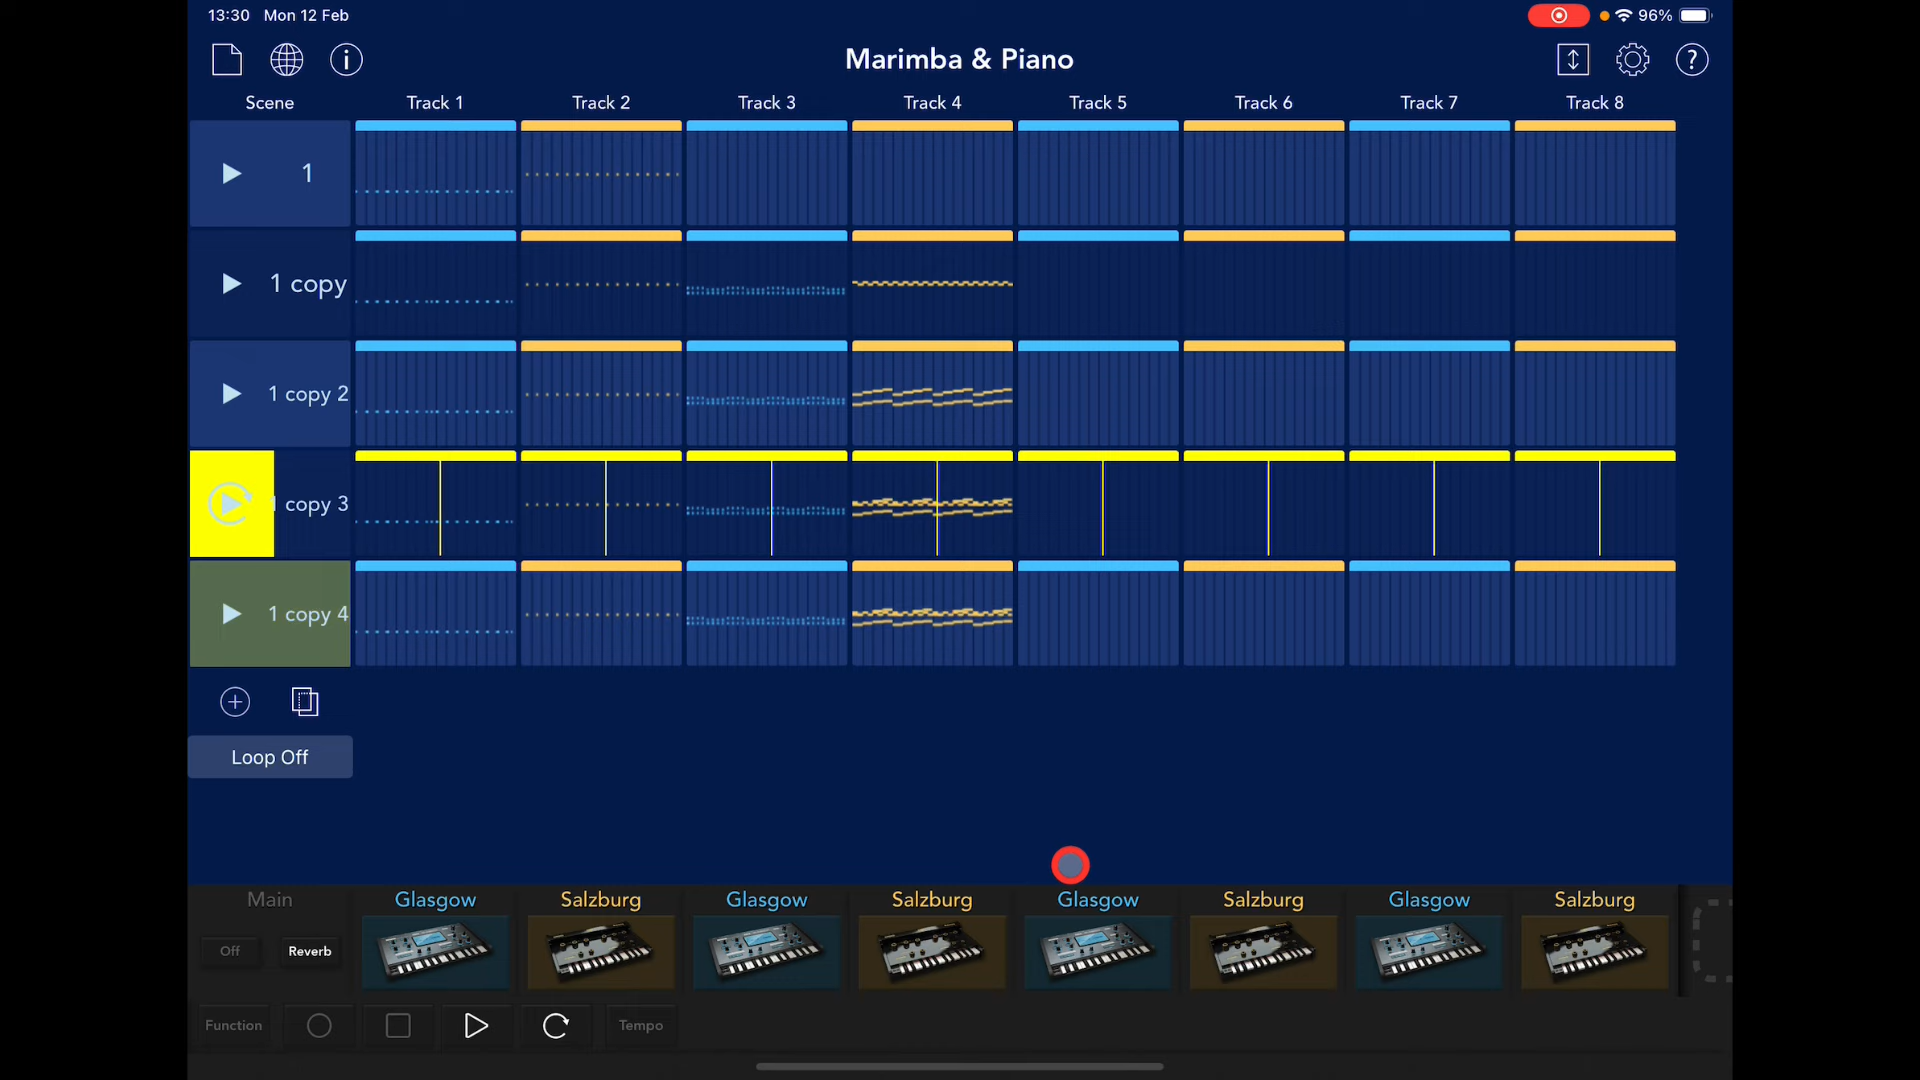 13:30 Mon 12 Feb 96%
Marimba & Piano
Scene Track 1 Track 2 Track 3 Track 4 Track 5 Track 6 Track 7 Track 8
1
1 copy
1 copy 2
1 copy 3
1 copy 4
Loop Off
Main Glasgow Salzburg Glasgow Salzburg Glasgow Salzburg Glasgow Salzburg
Off Reverb
Function Tempo